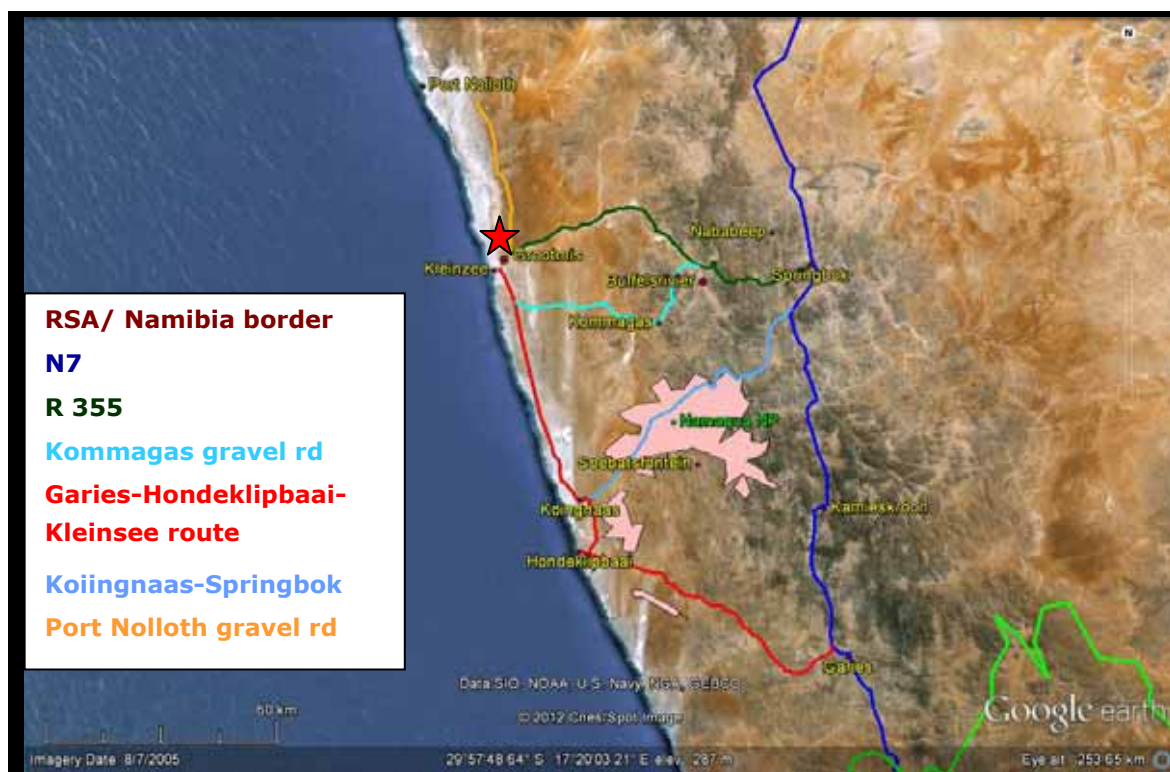 N
Port Nolloth
Grootmis
Kleinzee
Nababeep
Buffelsrivier
Springbok
Kommagas
Namaqua NP
Soebatsfontein
Koingnaas
Kamieskroon
Hondeklipbaai
Garies
RSA/ Namibia border
N7
R 355
Kommagas gravel rd
Garies-Hondeklipbaai-
Kleinsee route
Koiingnaas-Springbok
Port Nolloth gravel rd
Data SIO, NOAA, U.S. Navy, NGA, GEBCO
© 2012 Cnes/Spot Image
Google earth
60 km
Imagery Date: 8/7/2005
29°57'48.64" S 17°20'03.21" E elev 287 m
Eye alt 253.65 km